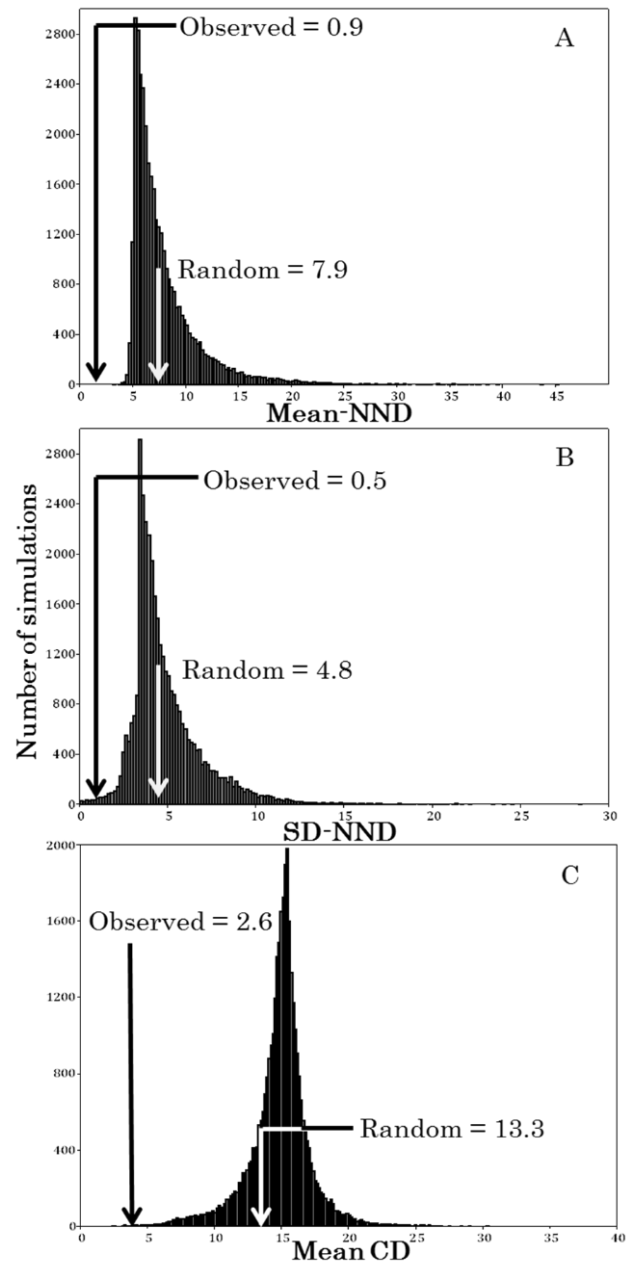 A
Observed = 0.9
Random = 7.9
2800
2400
2000
1600
1200
800
400
0
0 5 10 15 20 25 30 35 40 45
Mean-NND
B
Observed = 0.5
Random = 4.8
Number of simulations
2800
2400
2000
1600
1200
800
400
0
0 5 10 15 20 25 30
SD-NND
C
Observed = 2.6
Random = 13.3
2000
1600
1200
800
400
0
0 5 10 15 20 25 30 35 40
Mean CD